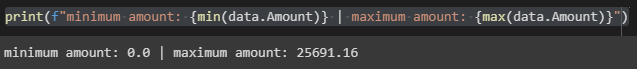 print(f"minimum amount: {min(data.Amount)} | maximum amount: {max(data.Amount)}")
minimum amount: 0.0 | maximum amount: 25691.16